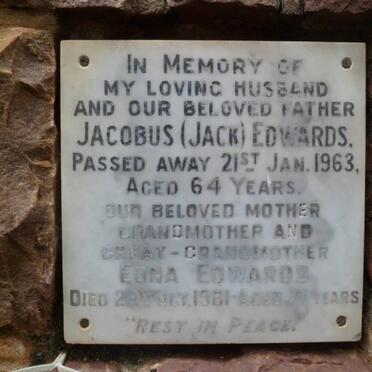 IN MEMORY OF
MY LOVING HUSBAND
AND OUR BELOVED FATHER
JACOBUS (JACK) EDWARDS.
PASSED AWAY 21ST JAN. 1963,
AGED 64 YEARS.
OUR BELOVED MOTHER
GRANDMOTHER AND
GREAT-GRANDMOTHER
EDNA EDWARDS
DIED OCT. 1981 AGED YEARS
"REST IN PEACE."